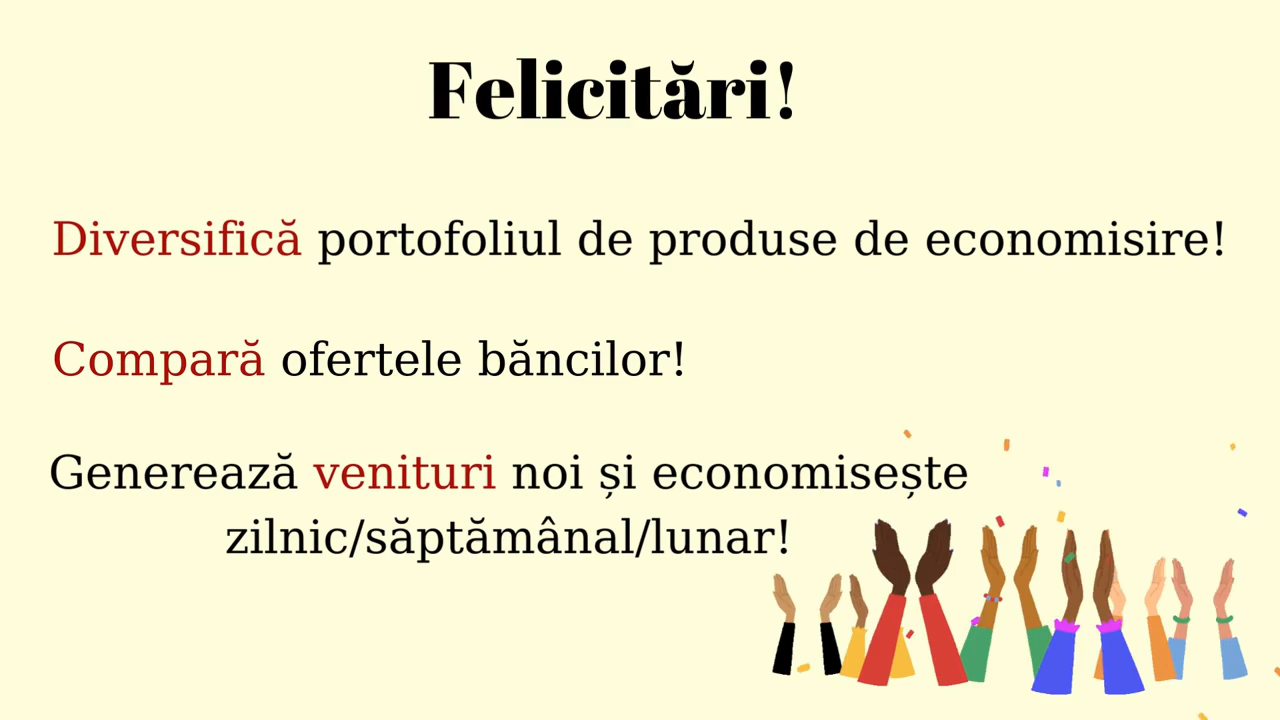 Felicitări!
Diversifică portofoliul de produse de economisire!
Compară ofertele băncilor!
Generează venituri noi și economisește
zilnic/săptămânal/lunar!